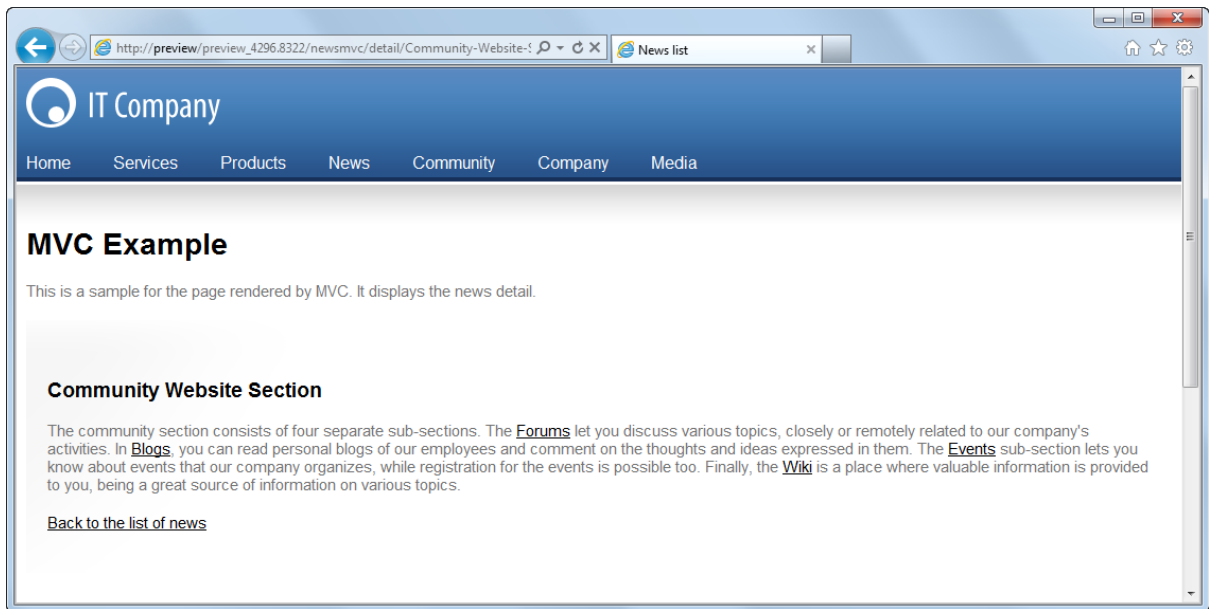 http://preview/preview_4296.8322/newsmvc/detail/Community-Website-
News list
IT Company
Home Services Products News Community Company Media
MVC Example
This is a sample for the page rendered by MVC. It displays the news detail.
Community Website Section
The community section consists of four separate sub-sections. The Forums let you discuss various topics, closely or remotely related to our company's
activities. In Blogs, you can read personal blogs of our employees and comment on the thoughts and ideas expressed in them. The Events sub-section lets you
know about events that our company organizes, while registration for the events is possible too. Finally, the Wiki is a place where valuable information is provided
to you, being a great source of information on various topics.
Back to the list of news